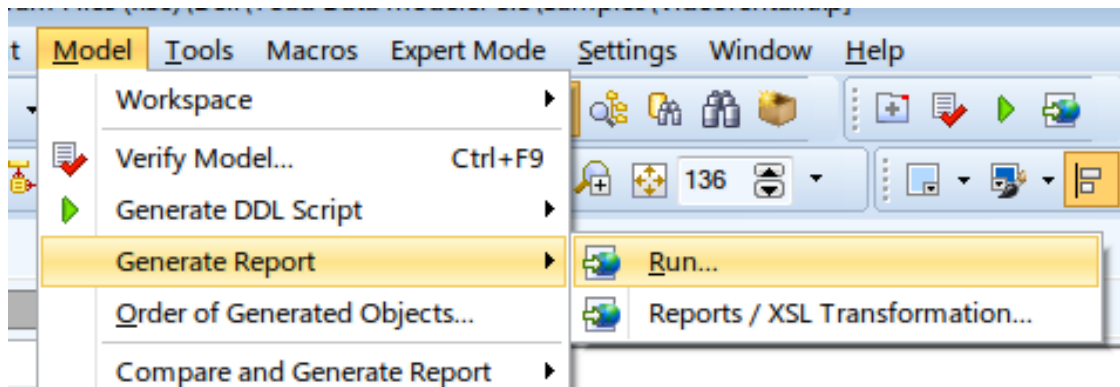 t Model Tools Macros Expert Mode Settings Window Help
Workspace
Verify Model... Ctrl+F9
136
Generate DDL Script
Generate Report
Run...
Order of Generated Objects...
Reports / XSL Transformation...
Compare and Generate Report